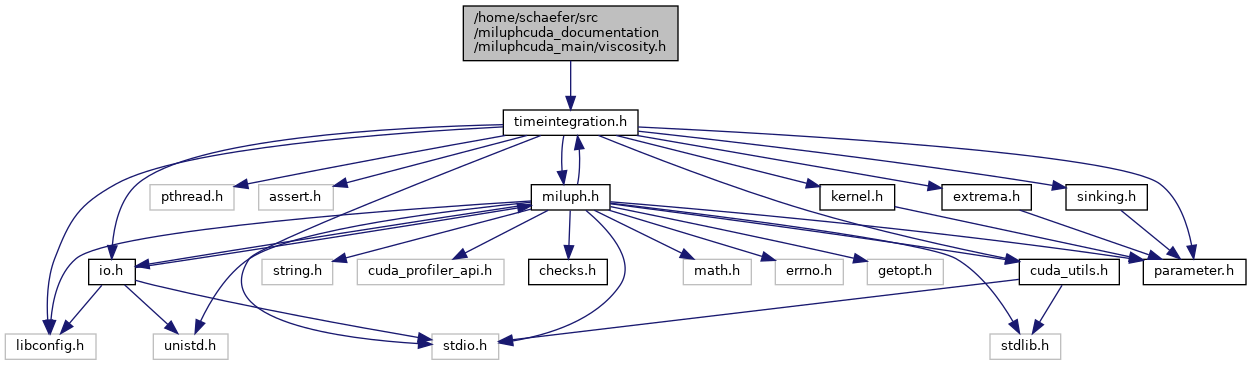 /home/schaefer/src
/miluphcuda_documentation
/miluphcuda_main/viscosity.h
timeintegration.h
pthread.h
assert.h
miluph.h
kernel.h
extrema.h
sinking.h
io.h
string.h
cuda_profiler_api.h
checks.h
math.h
errno.h
getopt.h
cuda_utils.h
parameter.h
libconfig.h
unistd.h
stdio.h
stdlib.h